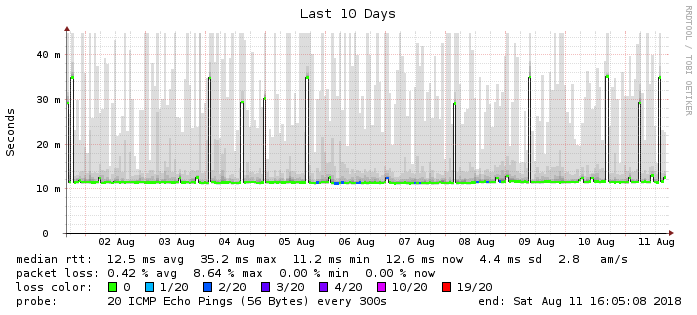 Last 10 Days
RRDTOOL / TOBI OETIKER
Seconds
40 m
30 m
20 m
10 m
0
02 Aug 03 Aug 04 Aug 05 Aug 06 Aug 07 Aug 08 Aug 09 Aug 10 Aug 11 Aug
median rtt: 12.5 ms avg 35.2 ms max 11.2 ms min 12.6 ms now 4.4 ms sd 2.8 am/s
packet loss: 0.42 % avg 8.64 % max 0.00 % min 0.00 % now
loss color: 0 1/20 2/20 3/20 4/20 10/20 19/20
probe: 20 ICMP Echo Pings (56 Bytes) every 300s end: Sat Aug 11 16:05:08 2018